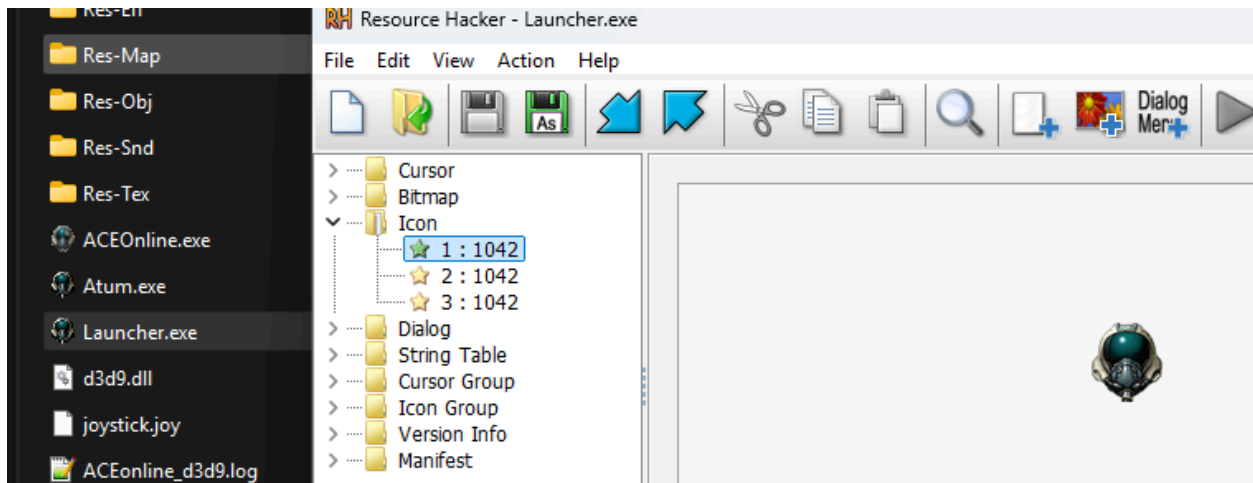 Res-En
Res-Map
Res-Obj
Res-Snd
Res-Tex
ACEOnline.exe
Atum.exe
Launcher.exe
d3d9.dll
joystick.joy
ACEonline_d3d9.log
RH Resource Hacker - Launcher.exe
File Edit View Action Help
As
Dialog
Cursor
Bitmap
Icon
1 : 1042
2 : 1042
3 : 1042
Dialog
String Table
Cursor Group
Icon Group
Version Info
Manifest